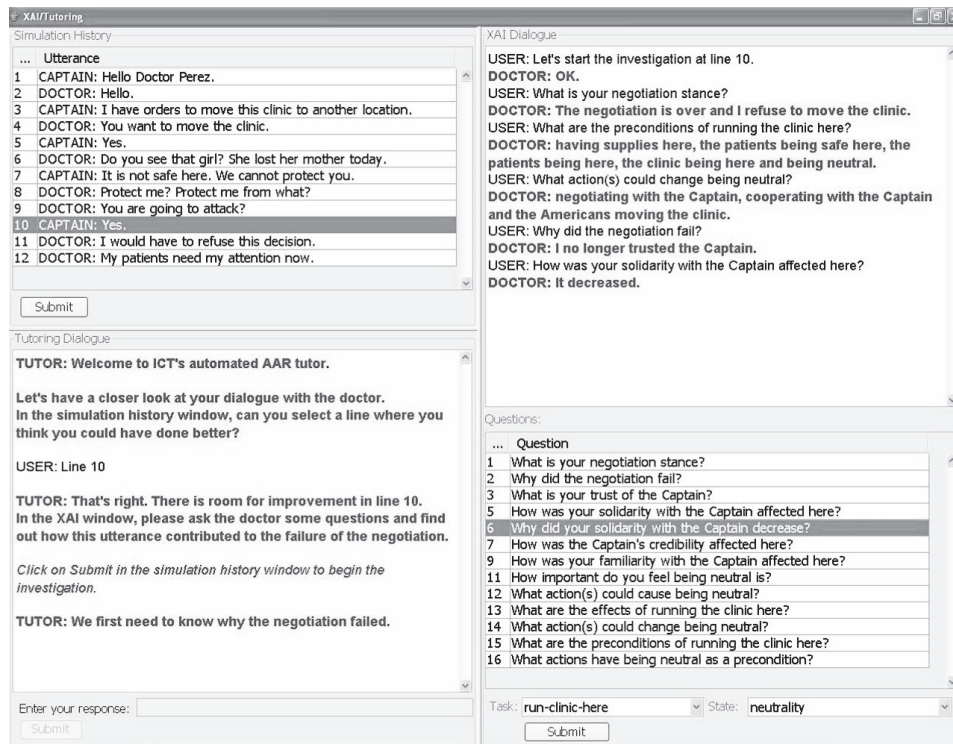 XAI/Tutoring
Simulation History
... Utterance
1 CAPTAIN: Hello Doctor Perez.
2 DOCTOR: Hello.
3 CAPTAIN: I have orders to move this clinic to another location.
4 DOCTOR: You want to move the clinic.
5 CAPTAIN: Yes.
6 DOCTOR: Do you see that girl? She lost her mother today.
7 CAPTAIN: It is not safe here. We cannot protect you.
8 DOCTOR: Protect me? Protect me from what?
9 DOCTOR: You are going to attack?
10 CAPTAIN: Yes.
11 DOCTOR: I would have to refuse this decision.
12 DOCTOR: My patients need my attention now.
Submit
Tutoring Dialogue
TUTOR: Welcome to ICT's automated AAR tutor.
Let's have a closer look at your dialogue with the doctor.
In the simulation history window, can you select a line where you
think you could have done better?
USER: Line 10
TUTOR: That's right. There is room for improvement in line 10.
In the XAI window, please ask the doctor some questions and find
out how this utterance contributed to the failure of the negotiation.
Click on Submit in the simulation history window to begin the
investigation.
TUTOR: We first need to know why the negotiation failed.
Enter your response:
Submit
XAI Dialogue
USER: Let's start the investigation at line 10.
DOCTOR: OK.
USER: What is your negotiation stance?
DOCTOR: The negotiation is over and I refuse to move the clinic.
USER: What are the preconditions of running the clinic here?
DOCTOR: having supplies here, the patients being safe here, the
patients being here, the clinic being here and being neutral.
USER: What action(s) could change being neutral?
DOCTOR: negotiating with the Captain, cooperating with the Captain
and the Americans moving the clinic.
USER: Why did the negotiation fail?
DOCTOR: I no longer trusted the Captain.
USER: How was your solidarity with the Captain affected here?
DOCTOR: It decreased.
Questions:
... Question
1 What is your negotiation stance?
2 Why did the negotiation fail?
3 What is your trust of the Captain?
5 How was your solidarity with the Captain affected here?
6 Why did your solidarity with the Captain decrease?
7 How was the Captain's credibility affected here?
9 How was your familiarity with the Captain affected here?
11 How important do you feel being neutral is?
12 What action(s) could cause being neutral?
13 What are the effects of running the clinic here?
14 What action(s) could change being neutral?
15 What are the preconditions of running the clinic here?
16 What actions have being neutral as a precondition?
Task: run-clinic-here State: neutrality
Submit